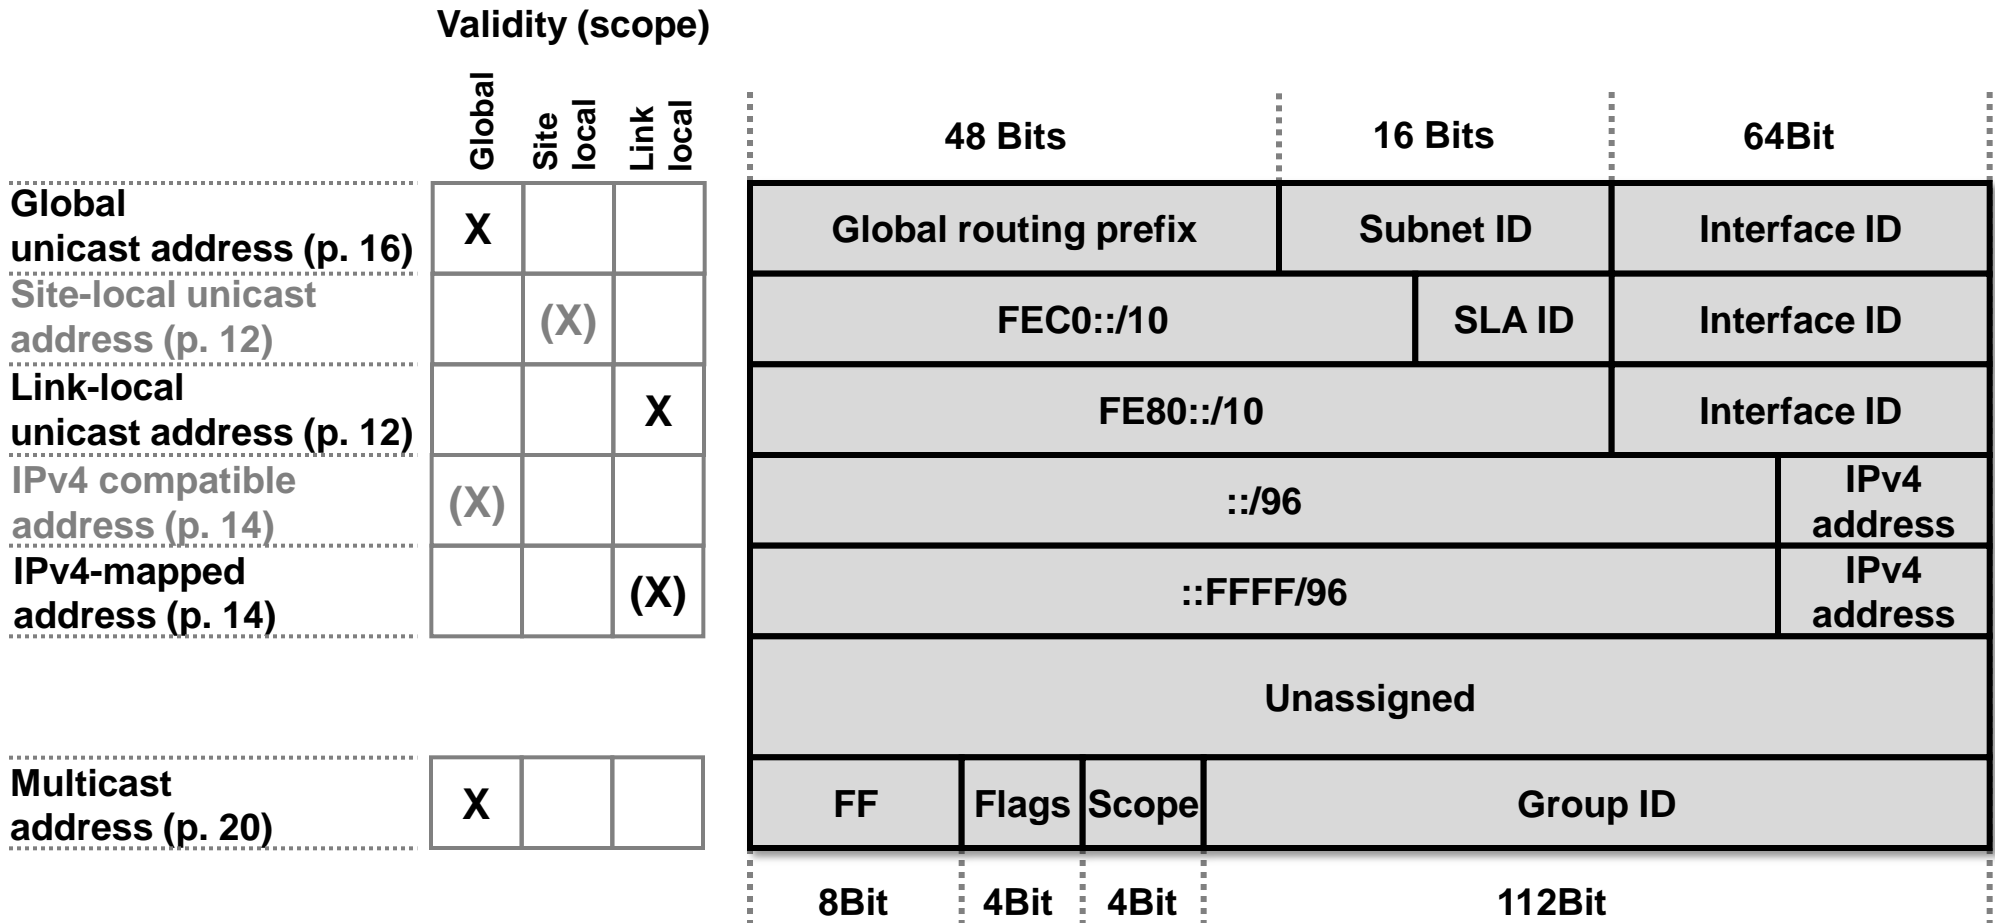 Validity (scope)
Global
Site
local
Link
local
48 Bits
16 Bits
64Bit
Global
unicast address (p. 16)
X
Global routing prefix
Subnet ID
Interface ID
Site-local unicast
address (p. 12)
(X)
FEC0::/10
SLA ID
Interface ID
Link-local
unicast address (p. 12)
X
FE80::/10
Interface ID
IPv4 compatible
address (p. 14)
(X)
::/96
IPv4
address
IPv4-mapped
address (p. 14)
(X)
::FFFF/96
IPv4
address
Unassigned
Multicast
address (p. 20)
X
FF
Flags
Scope
Group ID
8Bit
4Bit
4Bit
112Bit